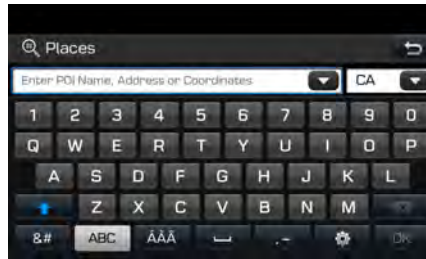 Places
Enter POI Name, Address or Coordinates CA
1 2 3 4 5 6 7 8 9 0
Q W E R T Y U I O P
A S D F G H J K L
Z X C V B N M
&# ABC ÀÁÃ .- OK